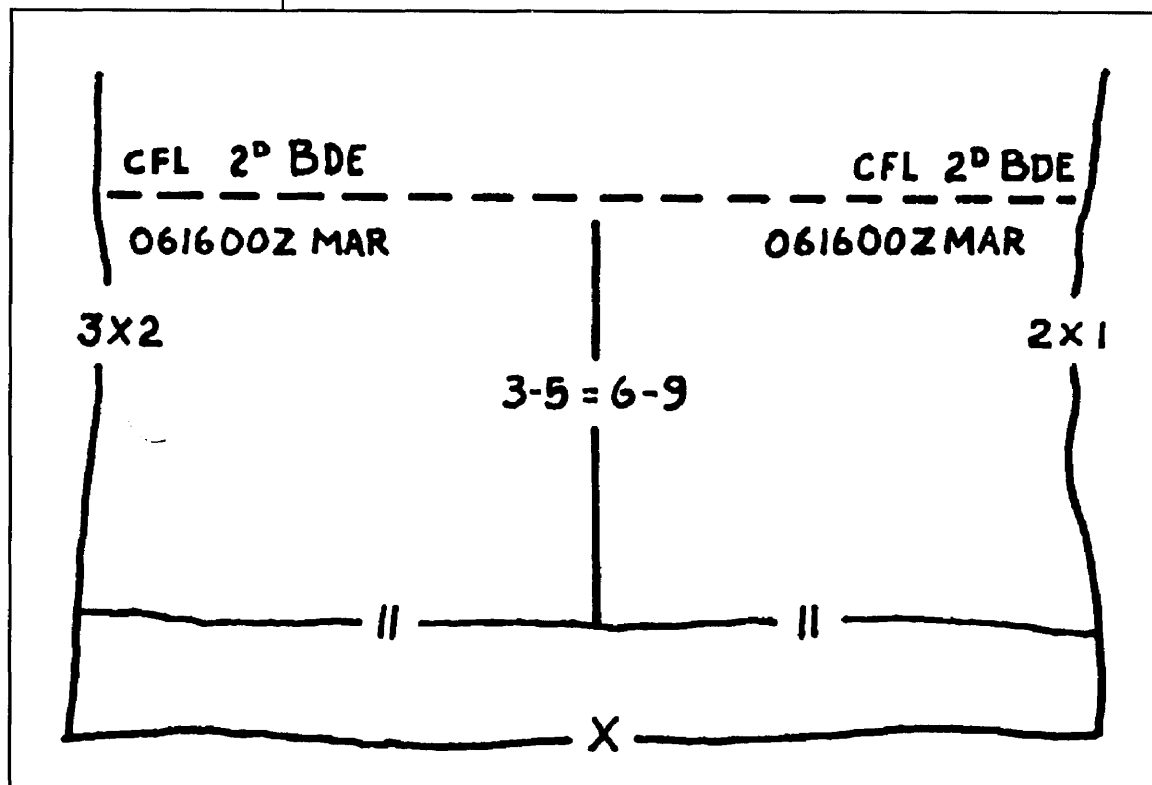 CFL 2D BDE CFL 2D BDE
061600Z MAR 061600Z MAR
3X2 2X1
3-5 = 6-9
II II
X